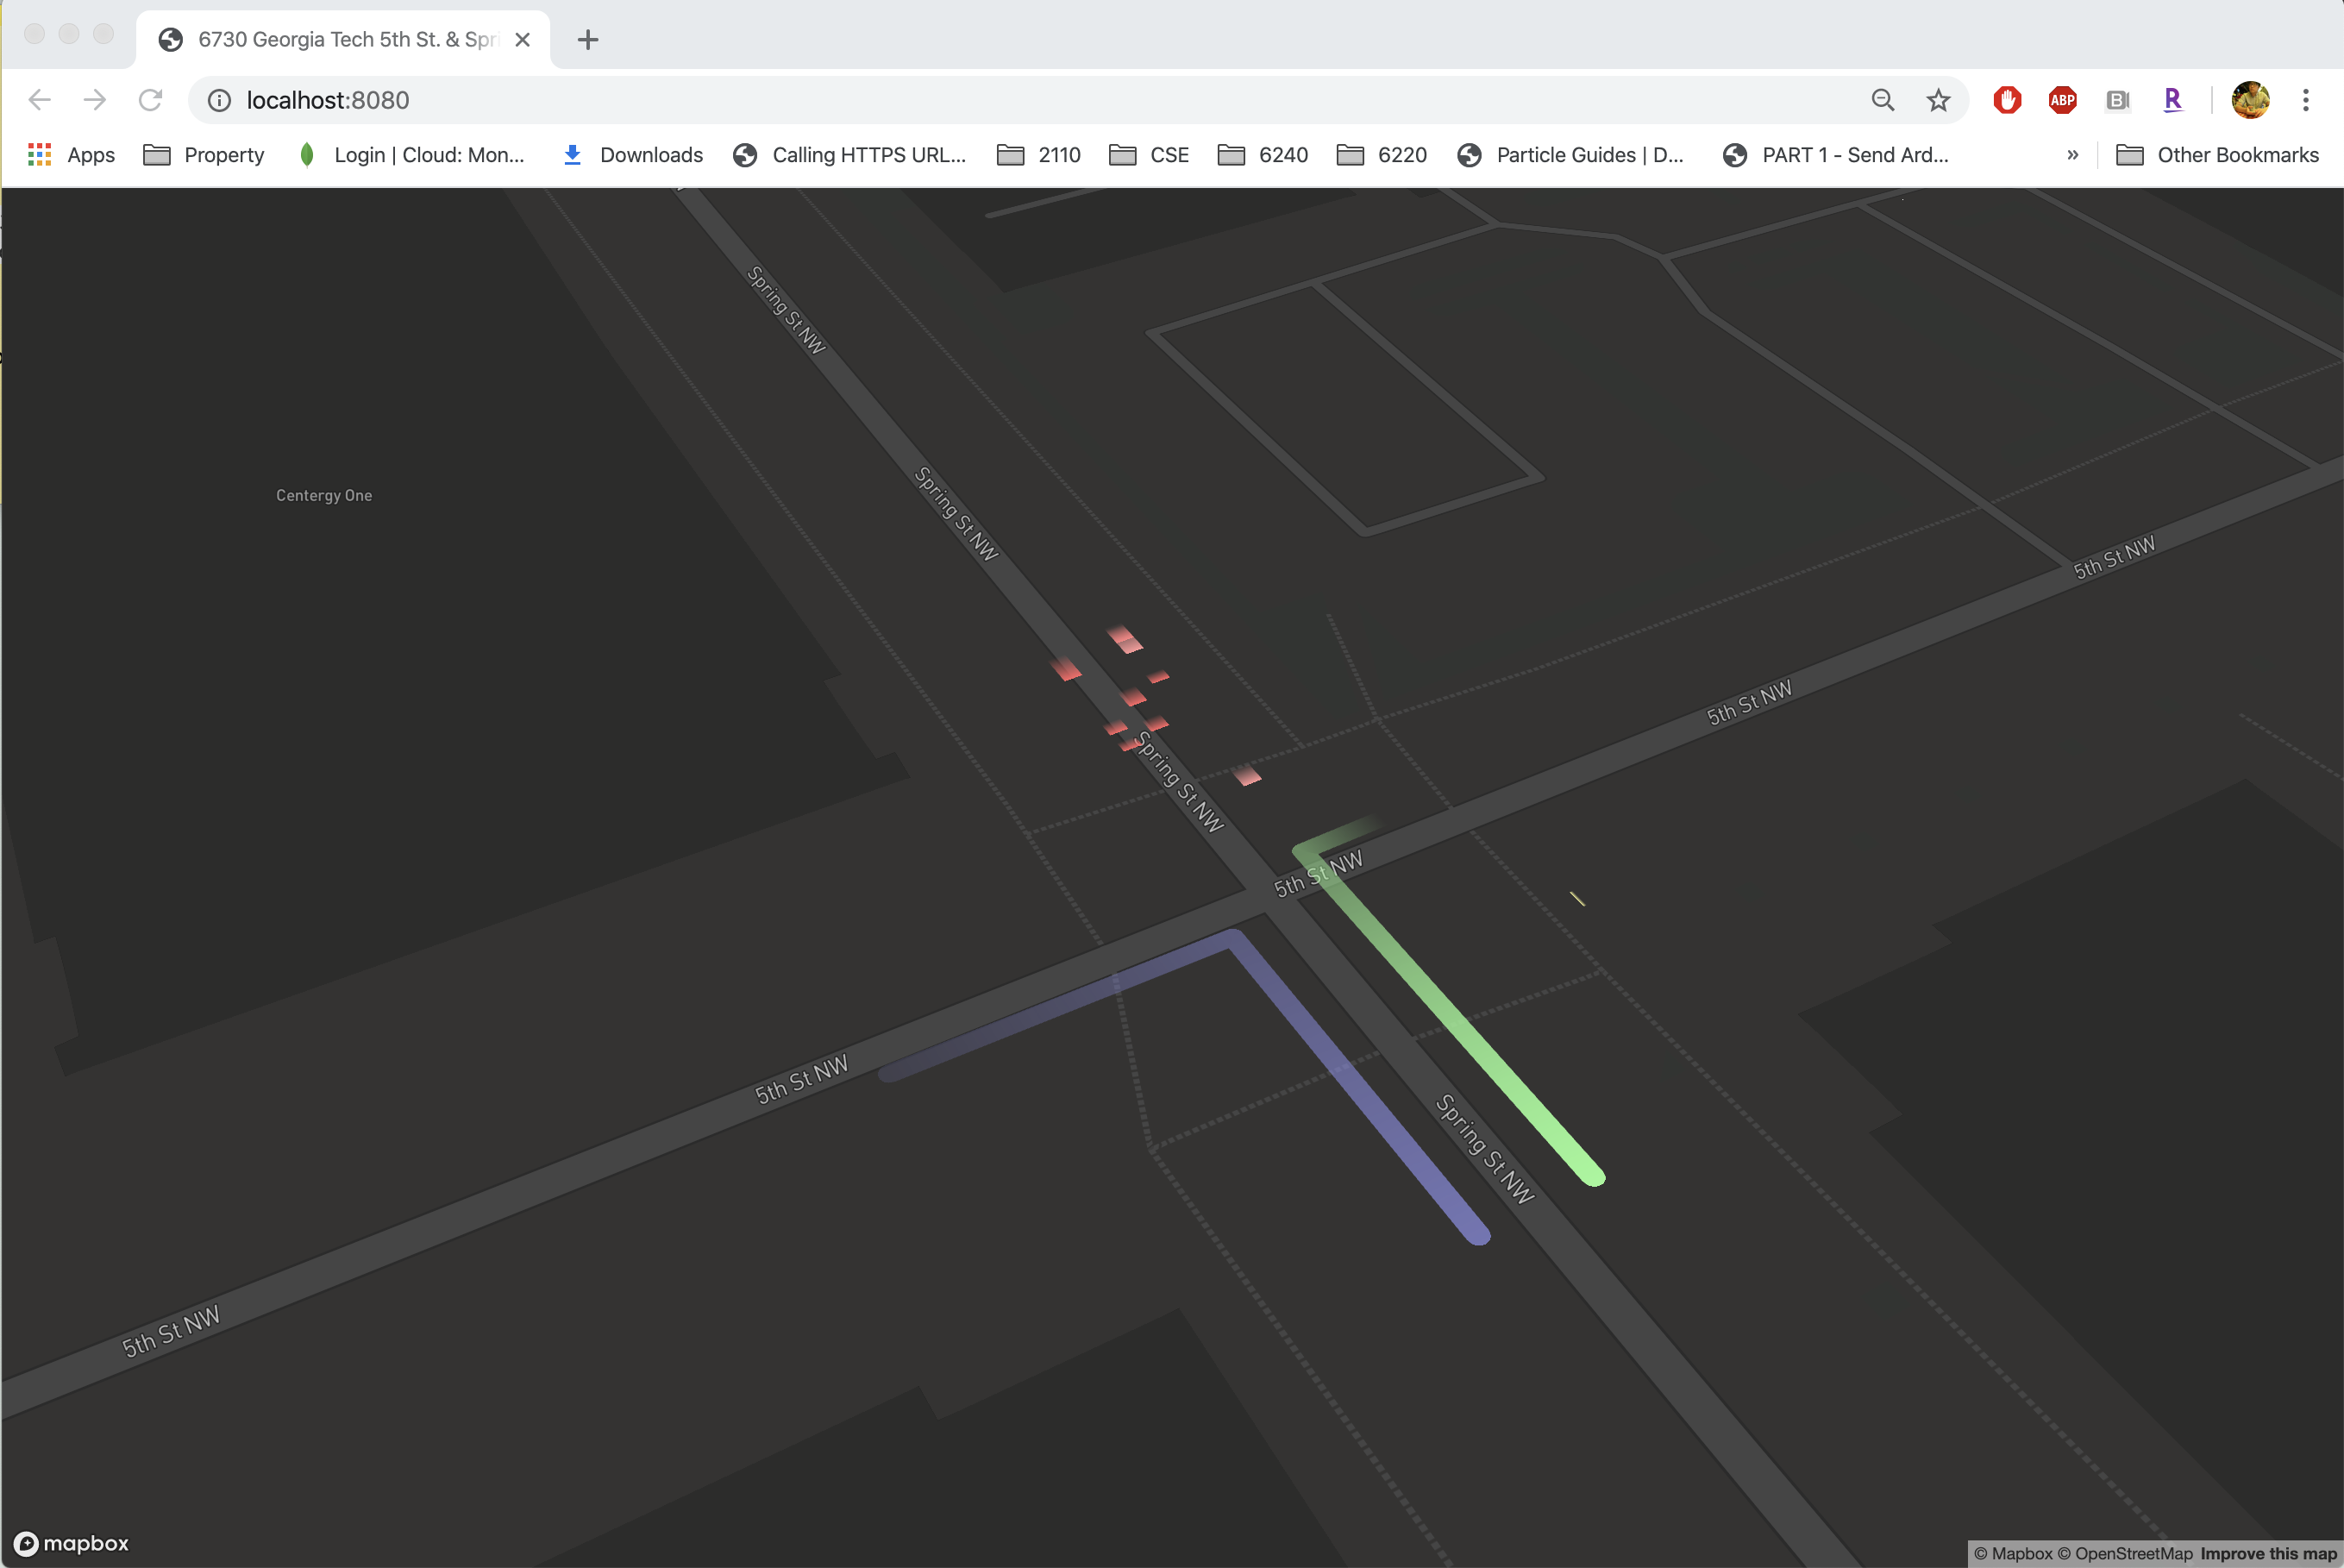 6730 Georgia Tech 5th St. & Spri
localhost:8080
ABP
B
R
Apps
Property
Login | Cloud: Mon...
Downloads
Calling HTTPS URL...
2110
CSE
6240
6220
Particle Guides | D...
PART 1 - Send Ard...
»
Other Bookmarks
Spring St NW
Spring St NW
Centergy One
5th St NW
5th St NW
Spring St NW
5th St NW
5th St NW
Spring St NW
5th St NW
mapbox
© Mapbox © OpenStreetMap Improve this map